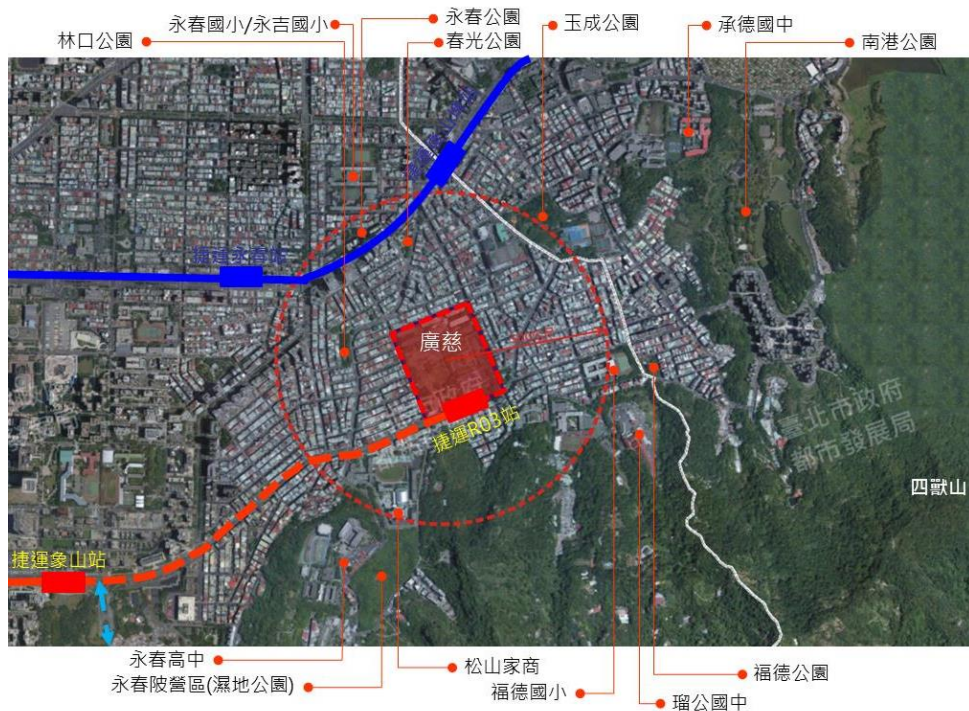 永春國小/永吉國小
永春公園
玉成公園
承德國中
林口公園
春光公園
南港公園
捷運永春站
廣慈
捷運R03站
臺北市政府
都市發展局
四獸山
捷運象山站
永春高中
松山家商
福德公園
永春陂營區(濕地公園)
福德國小
瑠公國中